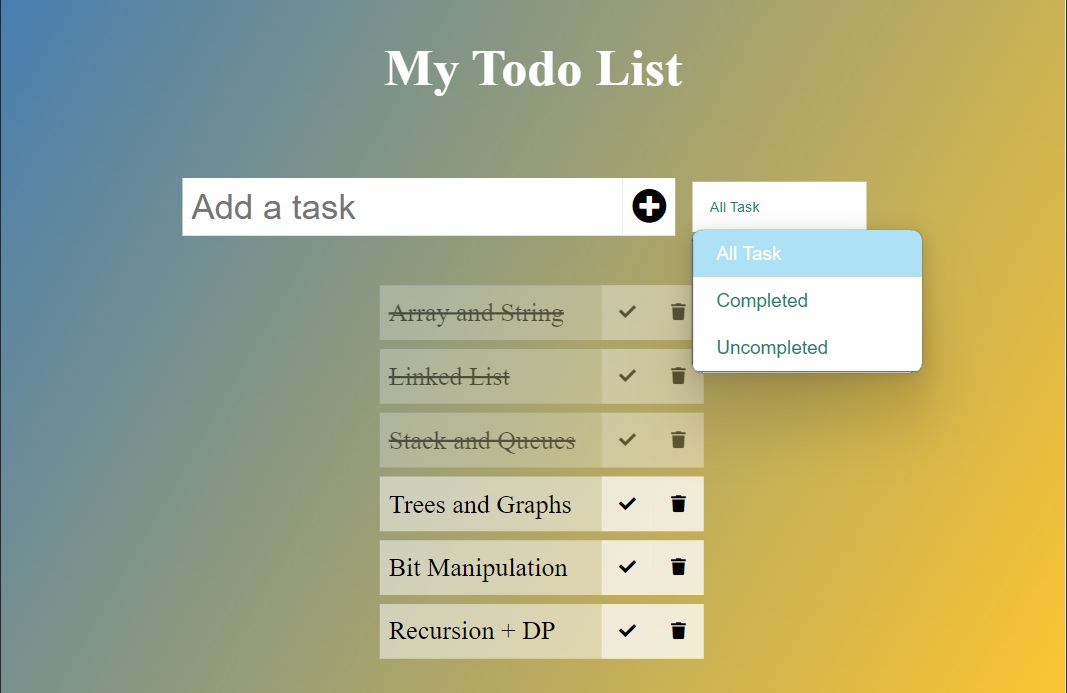 My Todo List
Add a task
All Task
All Task
Completed
Uncompleted
Array and String
Linked List
Stack and Queues
Trees and Graphs
Bit Manipulation
Recursion + DP